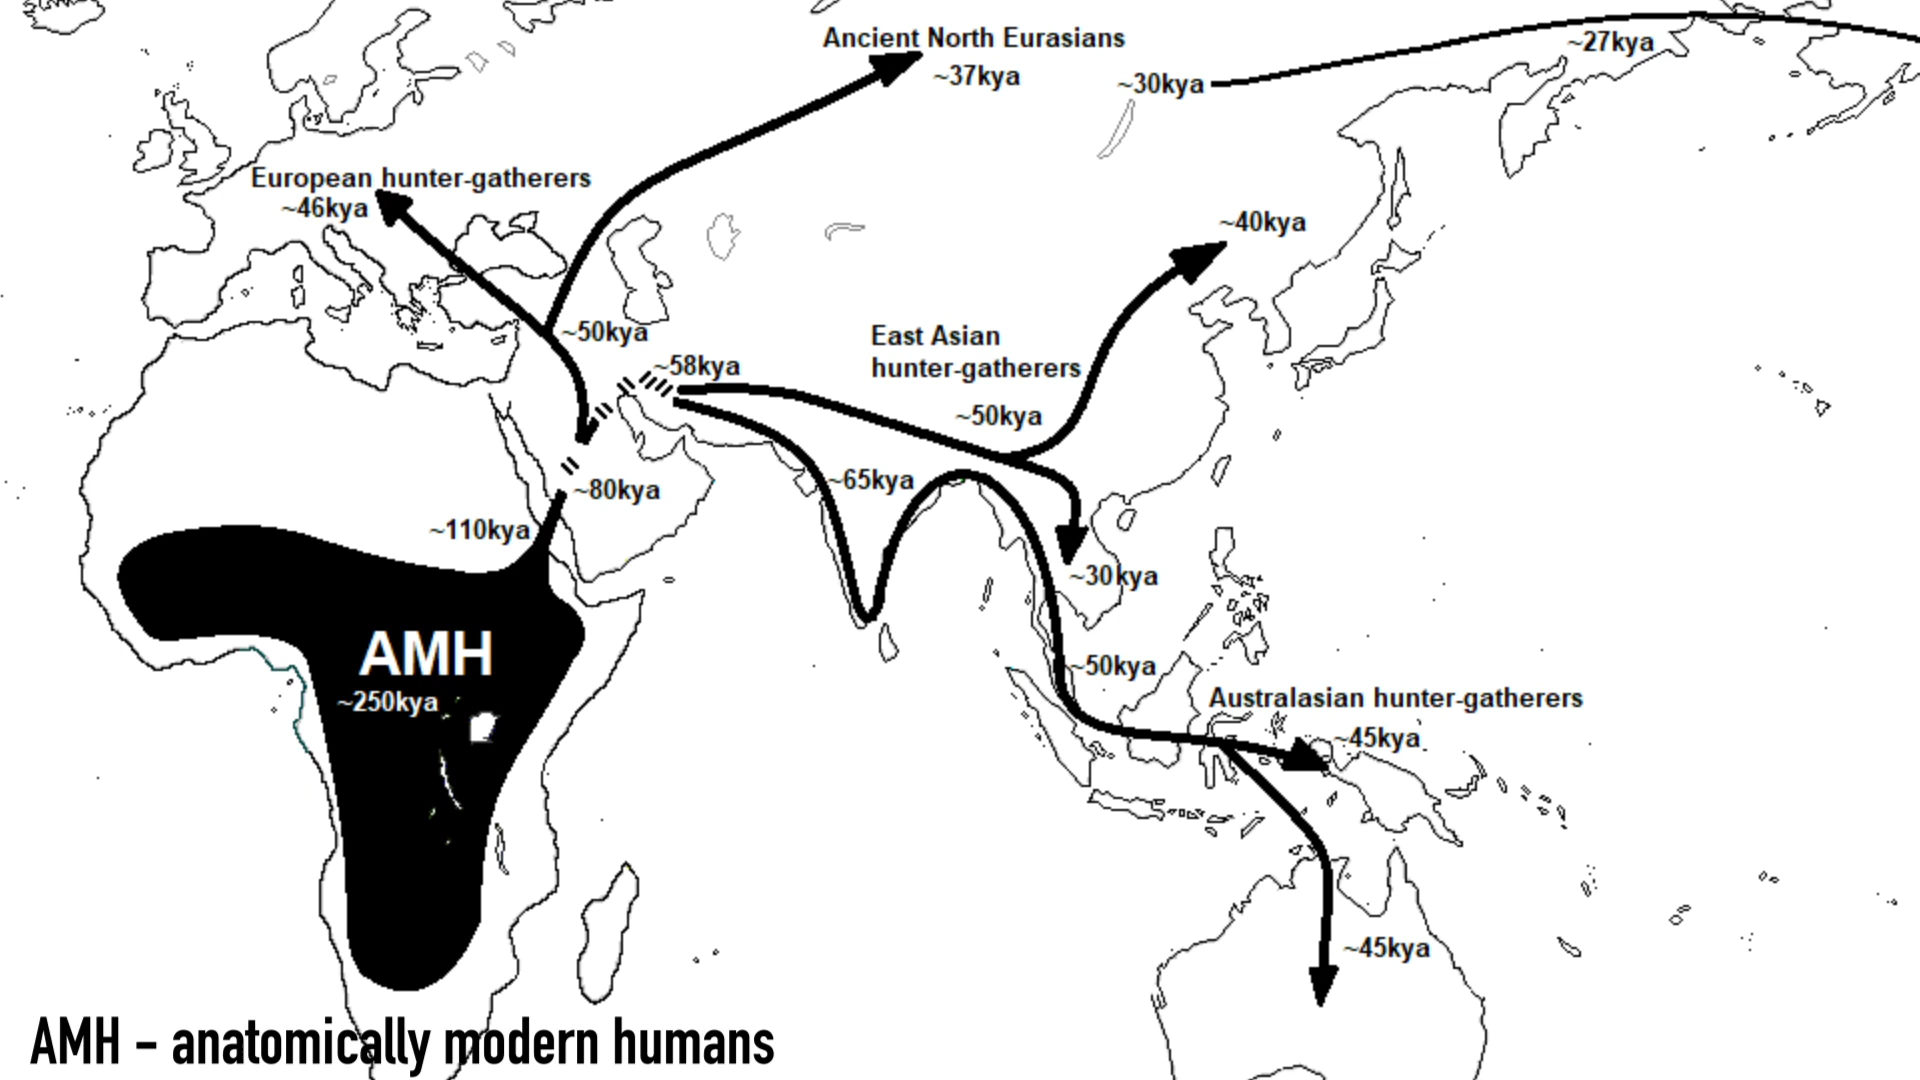 Ancient North Eurasians
~37kya
~30kya
~27kya
European hunter-gatherers
~46kya
~40kya
~50kya
East Asian
hunter-gatherers
~58kya
~50kya
~65kya
~80kya
~110kya
~30kya
AMH
~250kya
~50kya
Australasian hunter-gatherers
~45kya
~45kya
AMH – anatomically modern humans